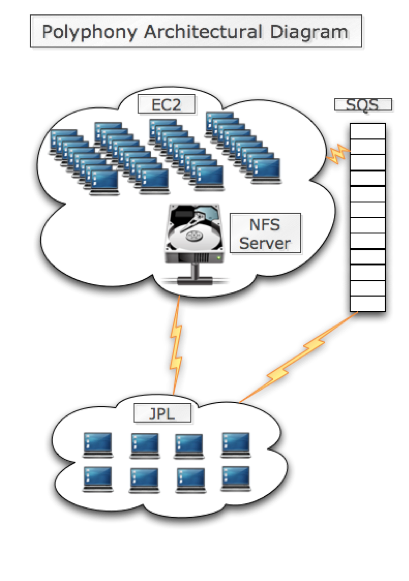 Polyphony Architectural Diagram
EC2
SQS
NFS
Server
JPL